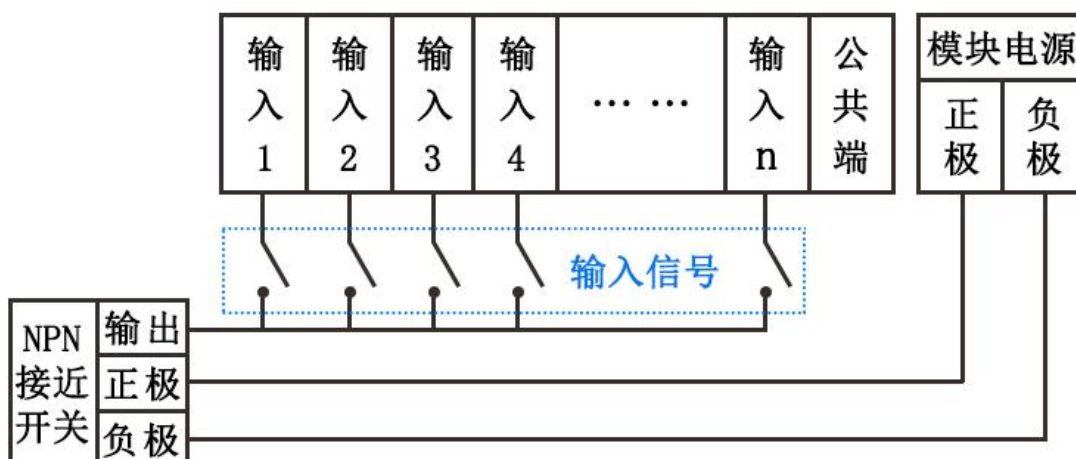 输入1
输入2
输入3
输入4
… …
输入n
公共端
模块电源
正极
负极
输入信号
NPN
接近
开关
输出
正极
负极